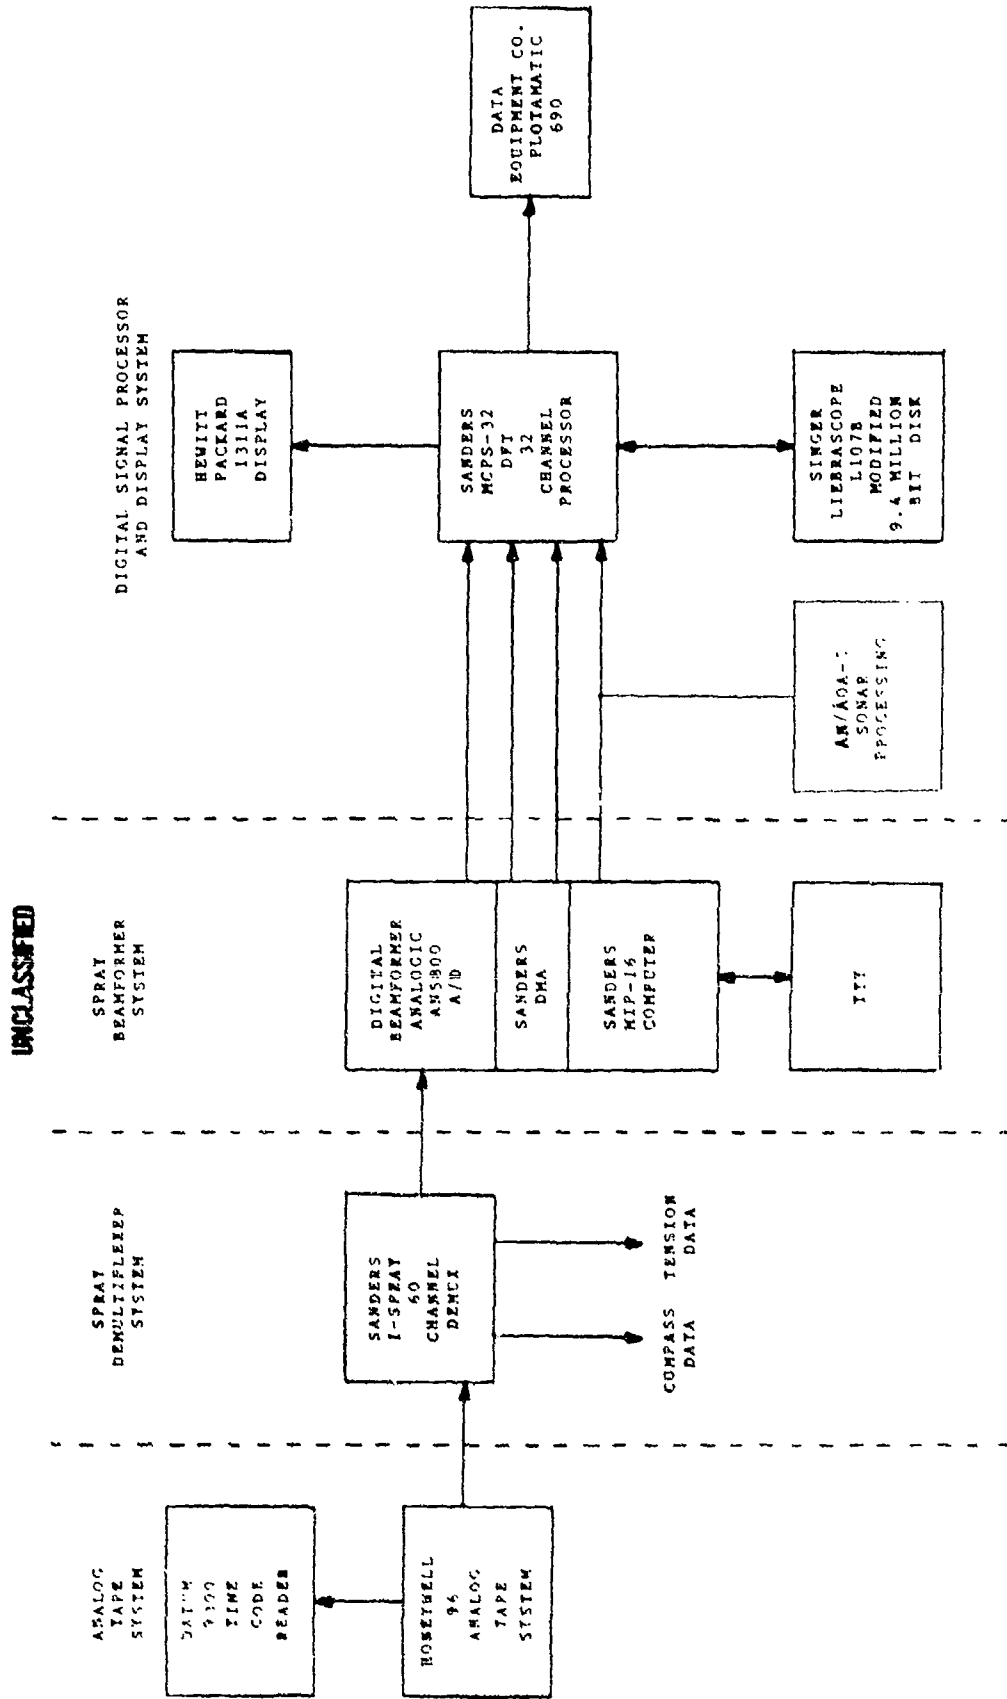 UNCLASSIFIED
ANALOG
TAPE
SYSTEM
TIME
CODE
READER
HONEYWELL
96
ANALOG
TAPE
SYSTEM
SPRAY
DEMULTIPLEXER
SYSTEM
SANDERS
I-SPRAY
60
CHANNEL
DEMUX
COMPASS
DATA
TENSION
DATA
SPRAY
BEAMFORMER
SYSTEM
DIGITAL
BEAMFORMER
ANALOGIC
AN5800
A/D
SANDERS
DMA
SANDERS
MIP-16
COMPUTER
TTY
DIGITAL SIGNAL PROCESSOR
AND DISPLAY SYSTEM
HEWITT
PACKARD
1311A
DISPLAY
SANDERS
MCPS-32
DFT
32
CHANNEL
PROCESSOR
SINGER
LIEBRASCOPE
L107B
MODIFIED
9.4 MILLION
BIT DISK
SONAR
PROCESSING
DATA
EQUIPMENT CO.
PLOTAMATIC
690